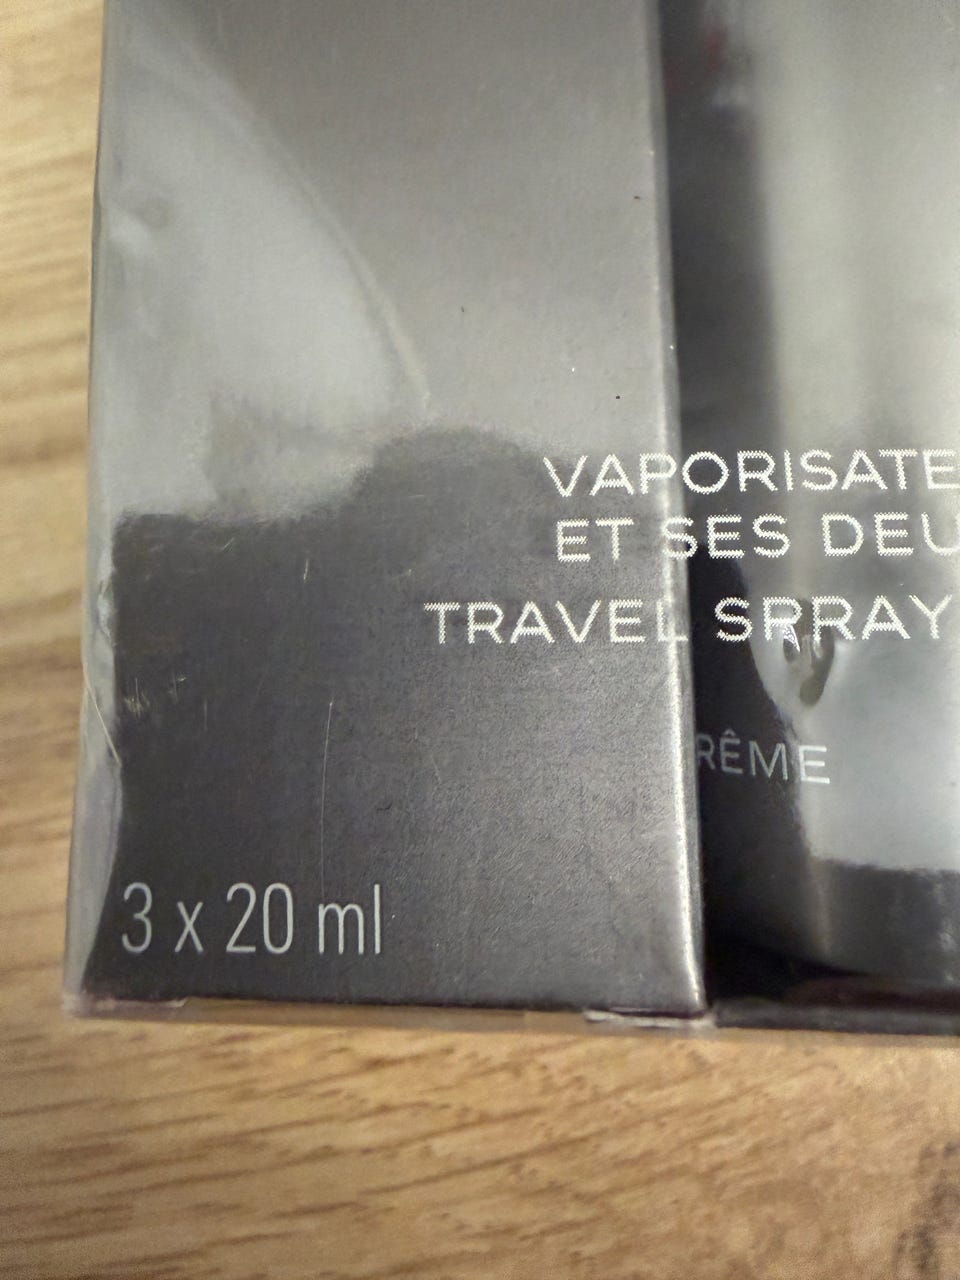 VAPORISATE
ET SES DEU
TRAVEL SPRAY
RÊME
3 x 20 ml